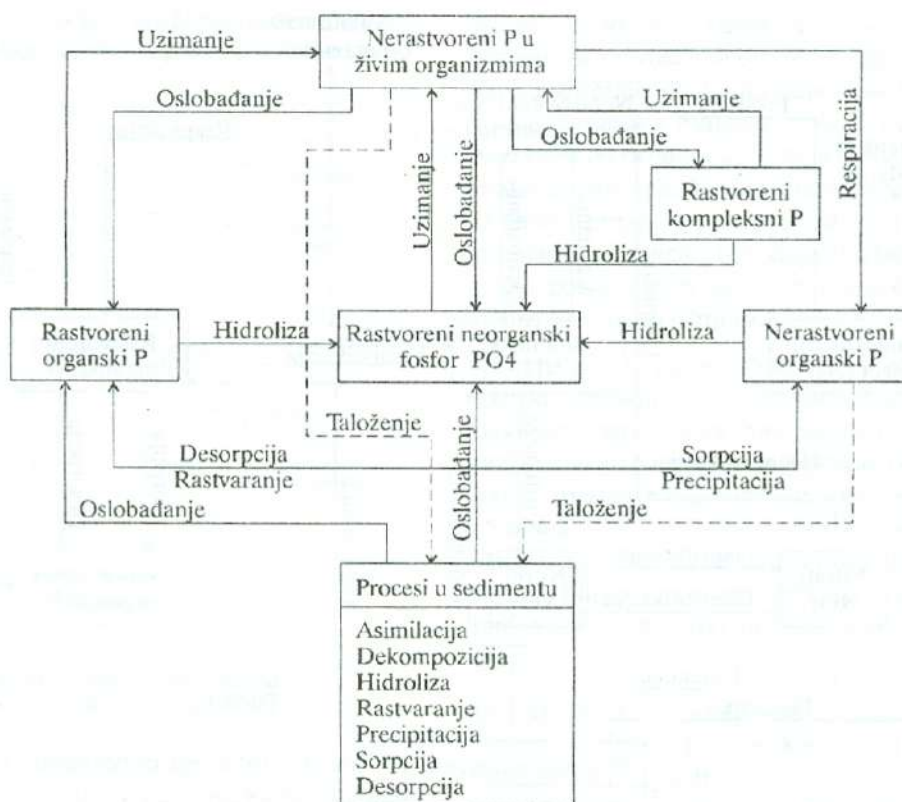 Uzimanje
Nerastvoreni P u
živim organizmima
Oslobađanje
Uzimanje
Oslobađanje
Respiracija
Uzimanje
Oslobađanje
Rastvoreni
kompleksni P
Hidroliza
Rastvoreni
organski P
Hidroliza
Rastvoreni neorganski
fosfor PO4
Hidroliza
Nerastvoreni
organski P
Taloženje
Desorpcija
Rastvaranje
Sorpcija
Precipitacija
Oslobađanje
Oslobađanje
Taloženje
Procesi u sedimentu
Asimilacija
Dekompozicija
Hidroliza
Rastvaranje
Precipitacija
Sorpcija
Desorpcija